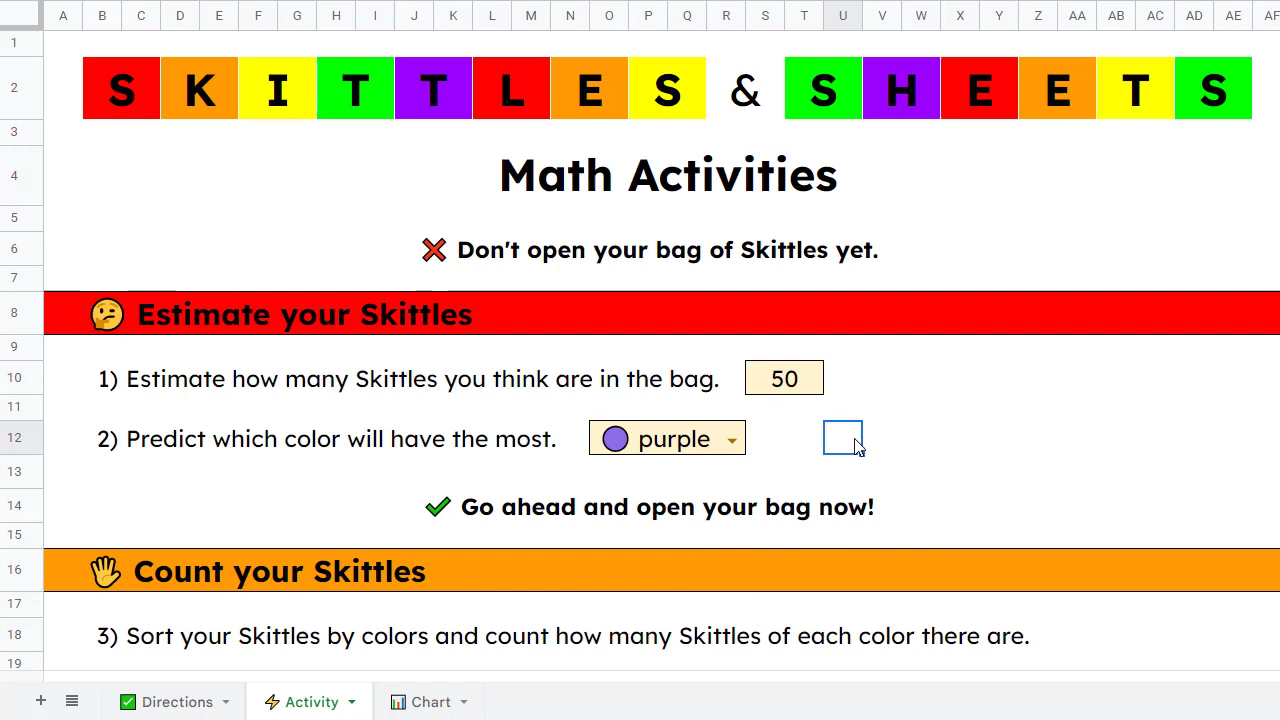 A B C D E F G H I J K L M N O P Q R S T U V W X Y Z AA AB AC AD AE AF
1
2 SKITTLES & SHEETS
3
4 Math Activities
5
6 Don't open your bag of Skittles yet.
7
8 Estimate your Skittles
9
10 1) Estimate how many Skittles you think are in the bag. 50
11
12 2) Predict which color will have the most. purple
13
14 Go ahead and open your bag now!
15
16 Count your Skittles
17
18 3) Sort your Skittles by colors and count how many Skittles of each color there are.
19
Directions Activity Chart